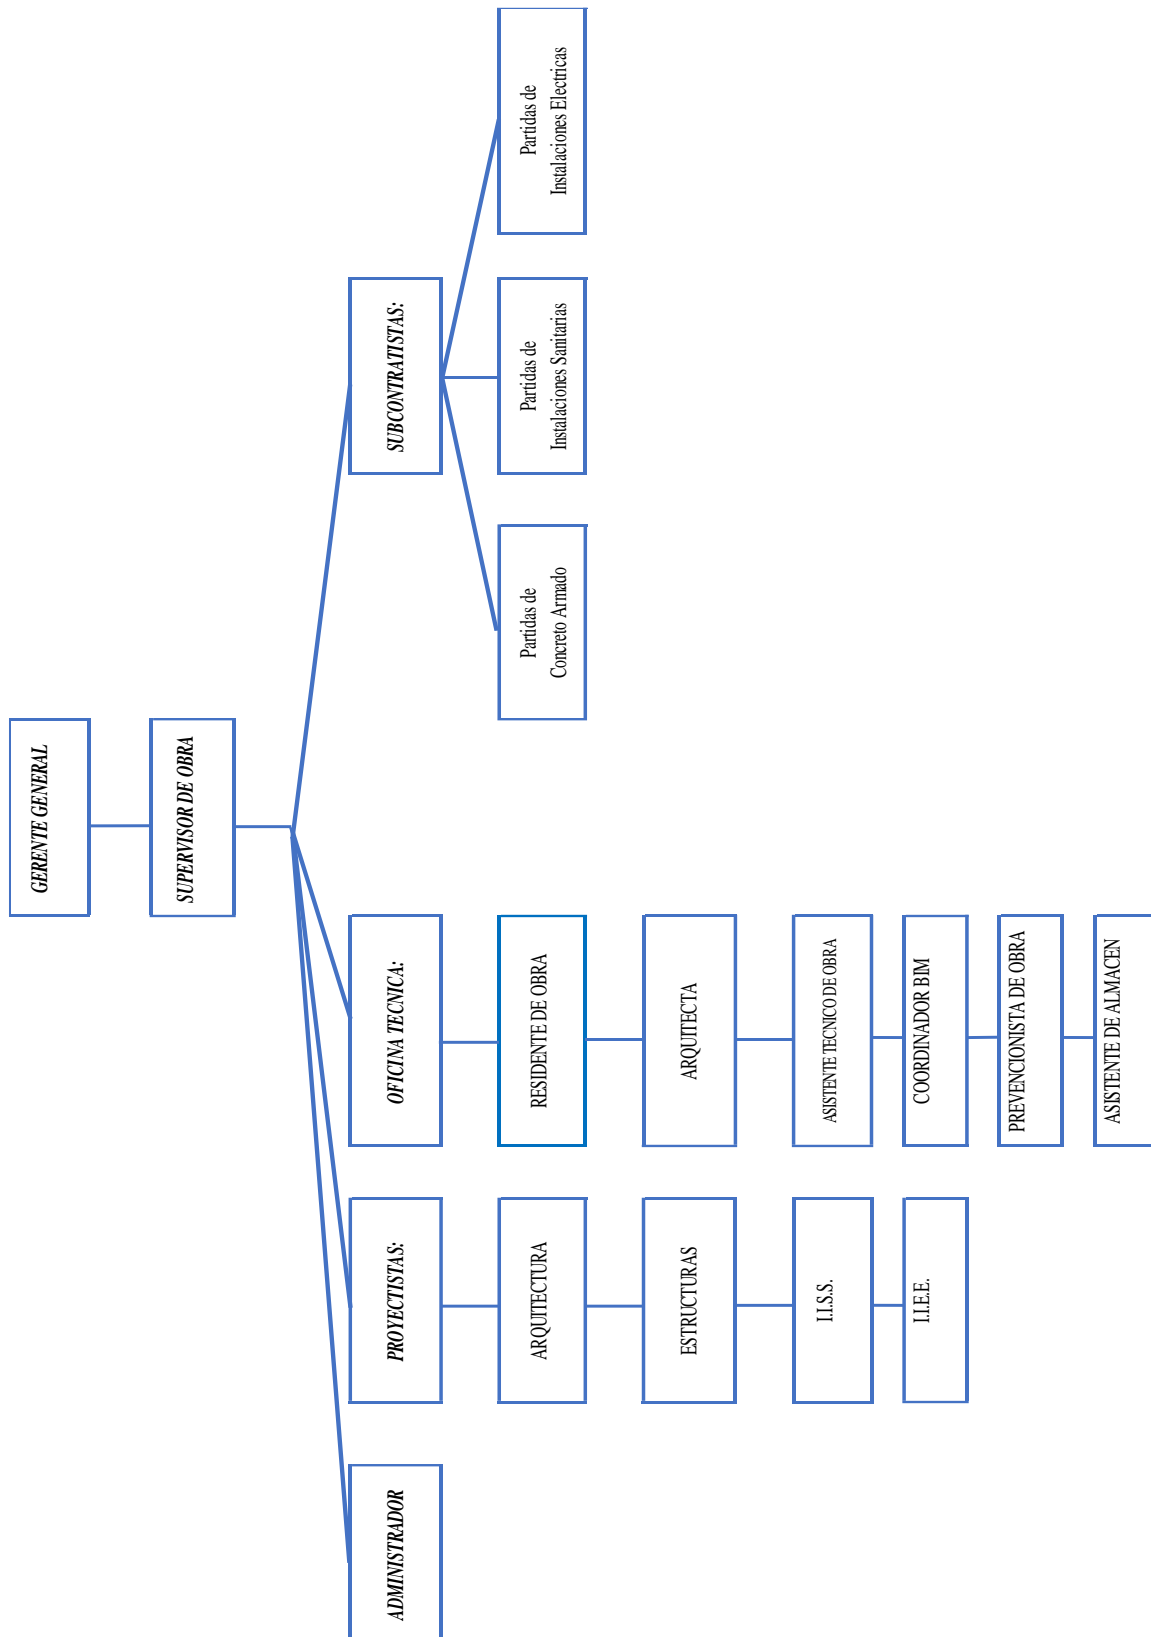 GERENTE GENERAL
SUPERVISOR DE OBRA
ADMINISTRADOR
PROYECTISTAS:
OFICINA TECNICA:
SUBCONTRATISTAS:
ARQUITECTURA
RESIDENTE DE OBRA
Partidas de
Concreto Armado
Partidas de
Instalaciones Sanitarias
Partidas de
Instalaciones Electricas
ESTRUCTURAS
ARQUITECTA
I.I.S.S.
ASISTENTE TECNICO DE OBRA
I.I.E.E.
COORDINADOR BIM
PREVENCIONISTA DE OBRA
ASISTENTE DE ALMACEN